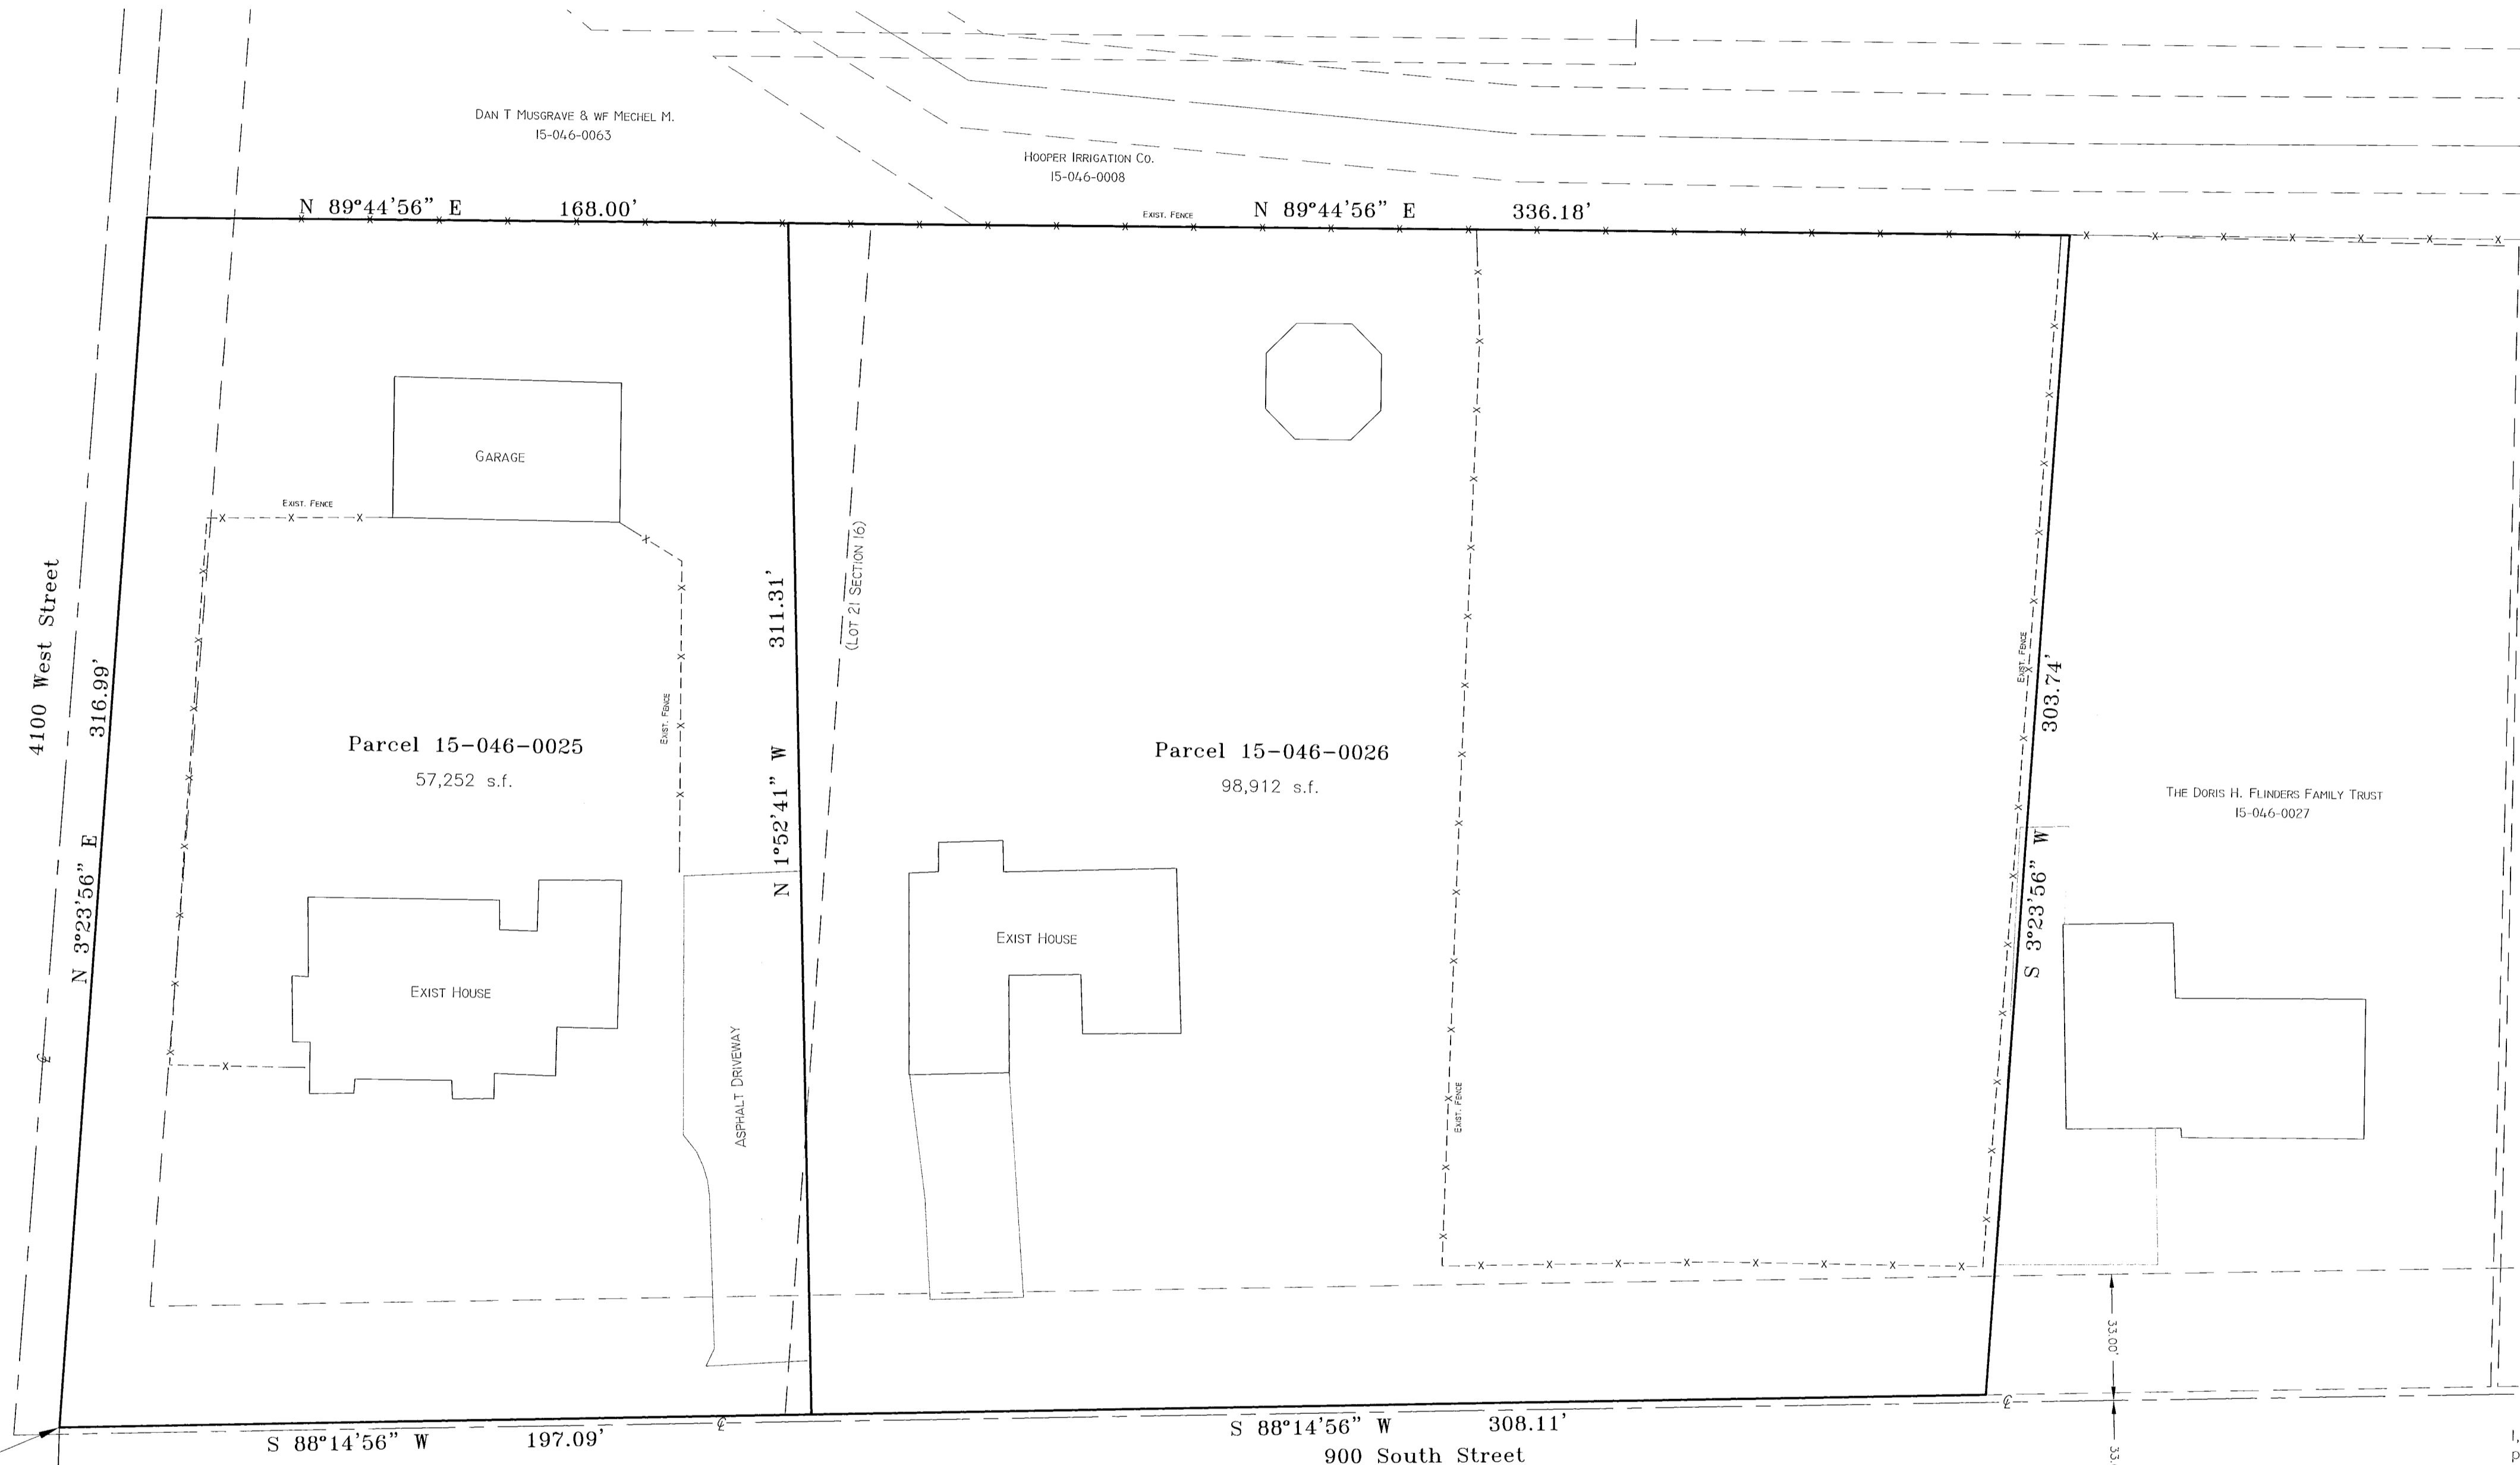 DAN T MUSGRAVE & WF MECHEL M.
15-046-0063
HOOPER IRRIGATION CO.
15-046-0008
N 89°44'56" E 168.00'
EXIST. FENCE
N 89°44'56" E 336.18'
GARAGE
EXIST. FENCE
4100 West Street
N 3°23'56" E 316.99'
EXIST. FENCE
N 1°52'41" W 311.31'
(LOT 21 SECTION 16)
Parcel 15-046-0025
57,252 s.f.
Parcel 15-046-0026
98,912 s.f.
EXIST. FENCE
S 3°23'56" W 303.74'
THE DORIS H. FLINDERS FAMILY TRUST
15-046-0027
EXIST HOUSE
EXIST HOUSE
ASPHALT DRIVEWAY
EXIST. FENCE
33.00'
S 88°14'56" W 197.09'
S 88°14'56" W 308.11'
900 South Street
33.